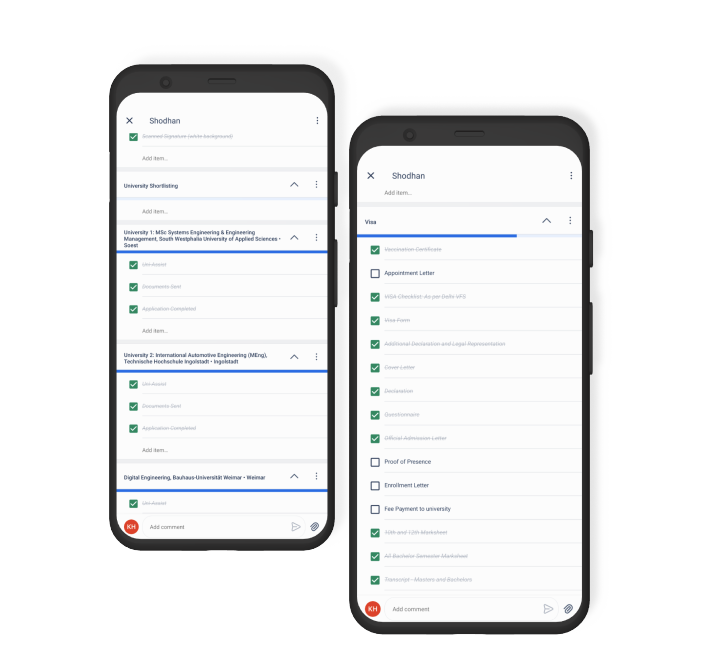 Shodhan
Scanned Signature (white background)
Add item...
University Shortlisting
Add item...
University 1: MSc Systems Engineering & Engineering
Management, South Westphalia University of Applied Sciences -
Soest
Uni Assist
Documents Sent
Application Completed
Add item...
University 2: International Automotive Engineering (MEng),
Technische Hochschule Ingolstadt - Ingolstadt
Uni Assist
Documents Sent
Application Completed
Add item...
Digital Engineering, Bauhaus-Universität Weimar - Weimar
Uni Assist
KH
Add comment
Shodhan
Add item...
Visa
Vaccination Certificate
Appointment Letter
VISA Checklist: As per Delhi VFS
Visa Form
Additional Declaration and Legal Representation
Cover Letter
Declaration
Questionnaire
Official Admission Letter
Proof of Presence
Enrollment Letter
Fee Payment to university
10th and 12th Marksheet
All Bachelor Semester Marksheet
Transcript - Masters and Bachelors
KH
Add comment